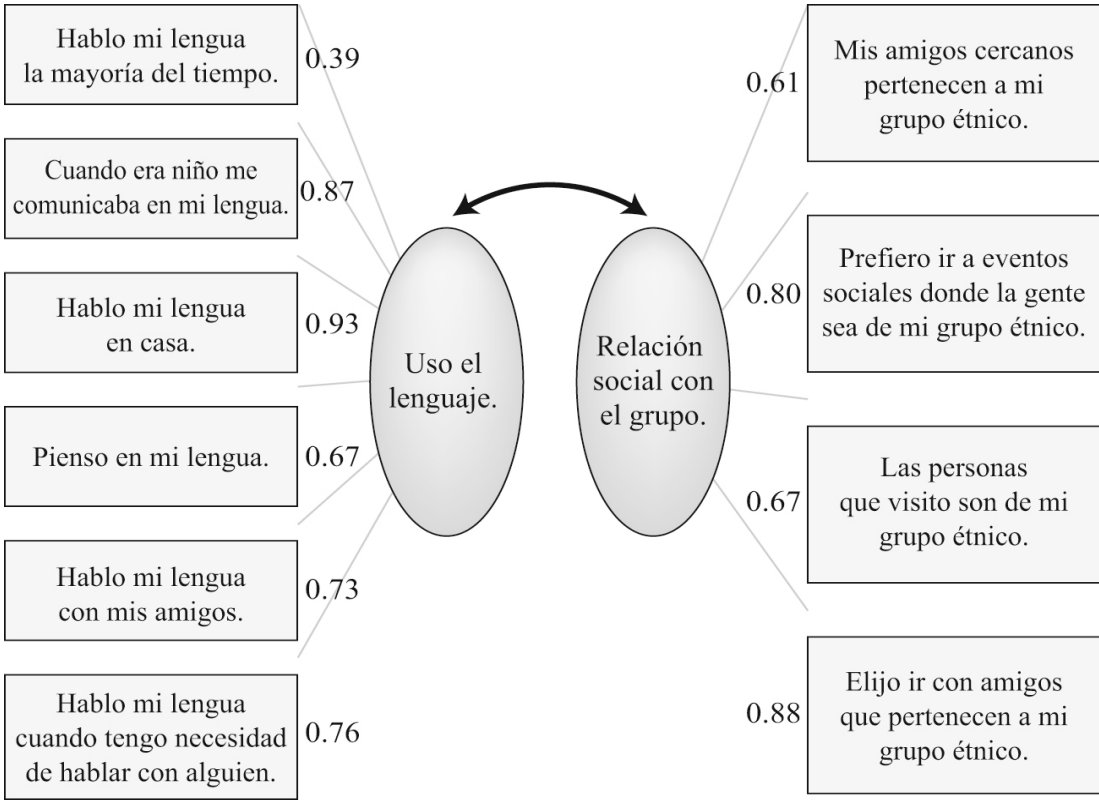 Hablo mi lengua
la mayoría del tiempo.
0.39
Cuando era niño me
comunicaba en mi lengua.
0.87
Hablo mi lengua
en casa.
0.93
Pienso en mi lengua.
0.67
Hablo mi lengua
con mis amigos.
0.73
Hablo mi lengua
cuando tengo necesidad
de hablar con alguien.
0.76
Uso el
lenguaje.
Relación
social con
el grupo.
0.61
Mis amigos cercanos
pertenecen a mi
grupo étnico.
0.80
Prefiero ir a eventos
sociales donde la gente
sea de mi grupo étnico.
0.67
Las personas
que visito son de mi
grupo étnico.
0.88
Elijo ir con amigos
que pertenecen a mi
grupo étnico.